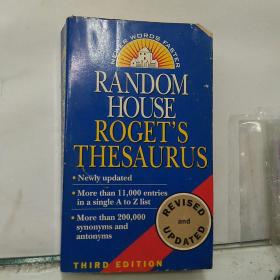 NEWER WORDS FASTER
RANDOM
HOUSE
ROGET'S
THESAURUS
• Newly updated
• More than 11,000 entries
in a single A to Z list
• More than 200,000
synonyms and
antonyms
REVISED
and
UPDATED
THIRD EDITION